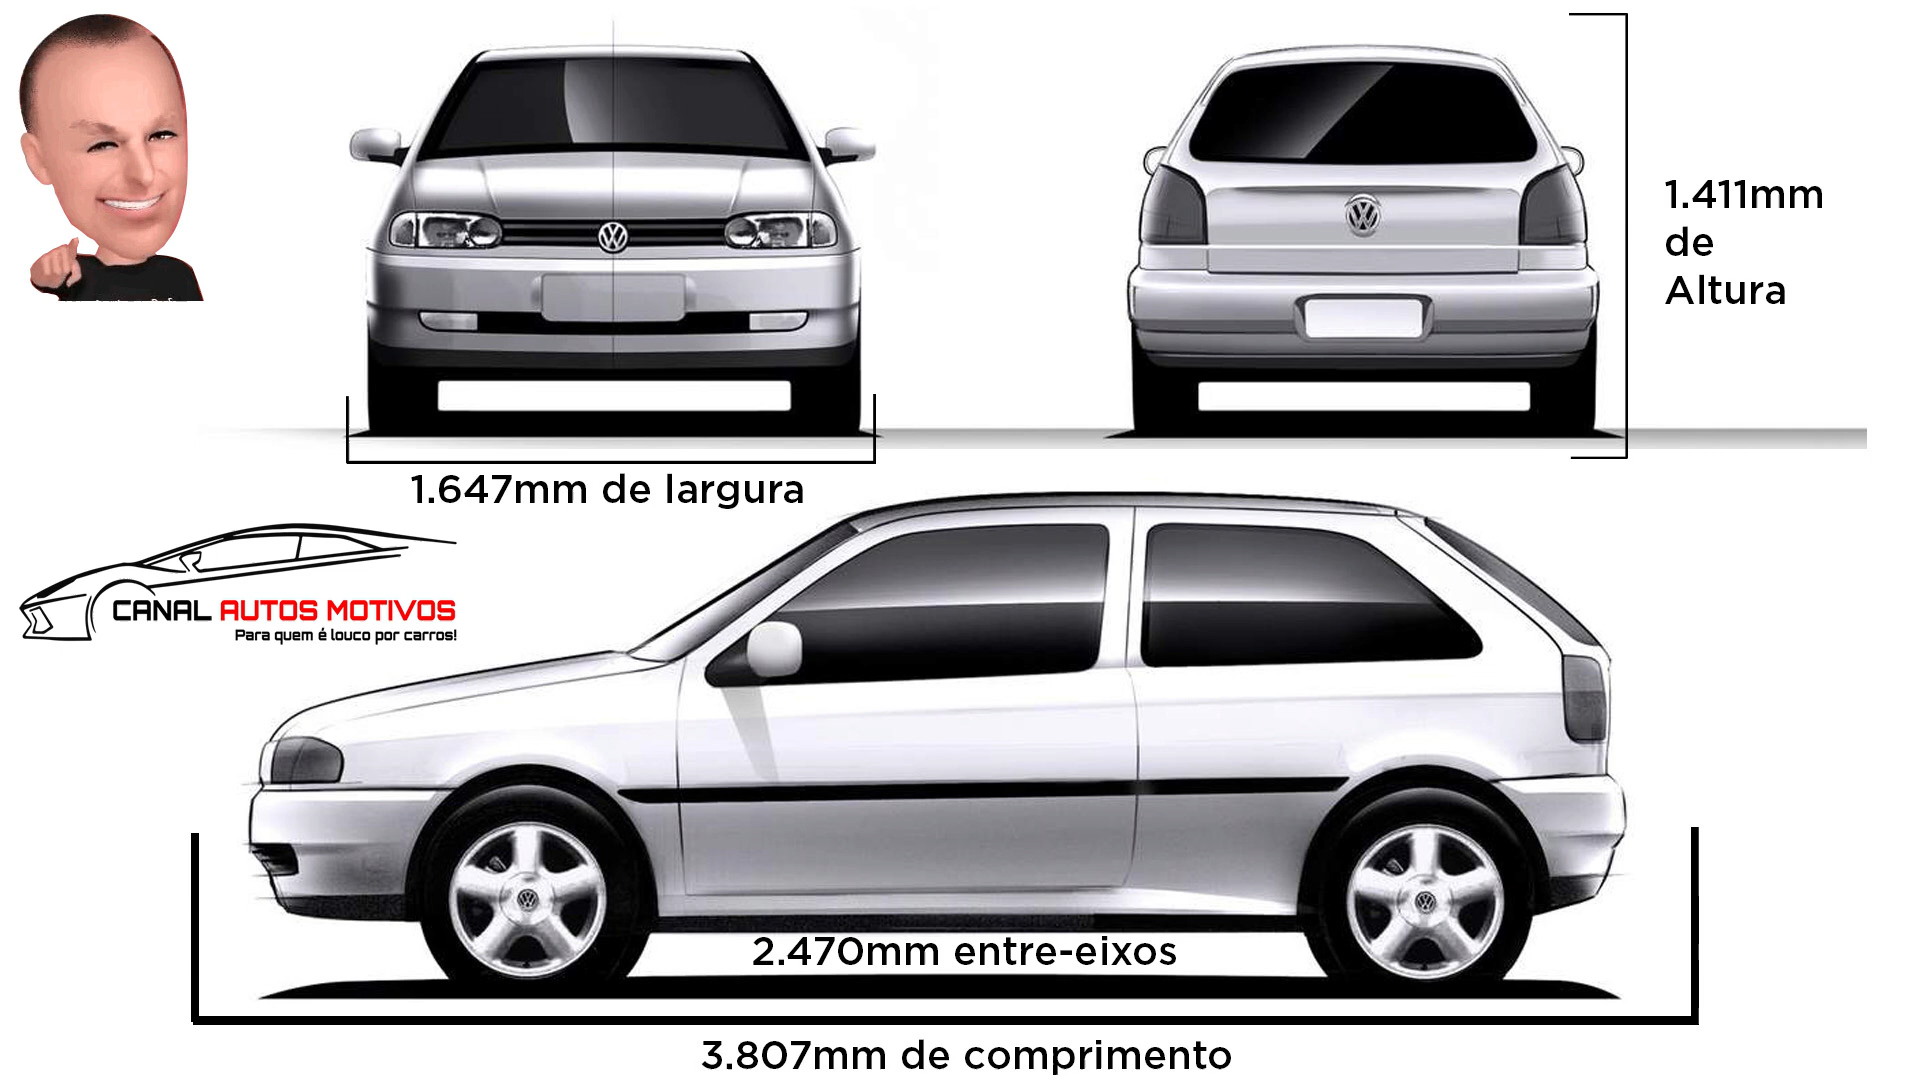 1.411mm
de
Altura
1.647mm de largura
CANAL AUTOS MOTIVOS
Para quem é louco por carros!
2.470mm entre-eixos
3.807mm de comprimento